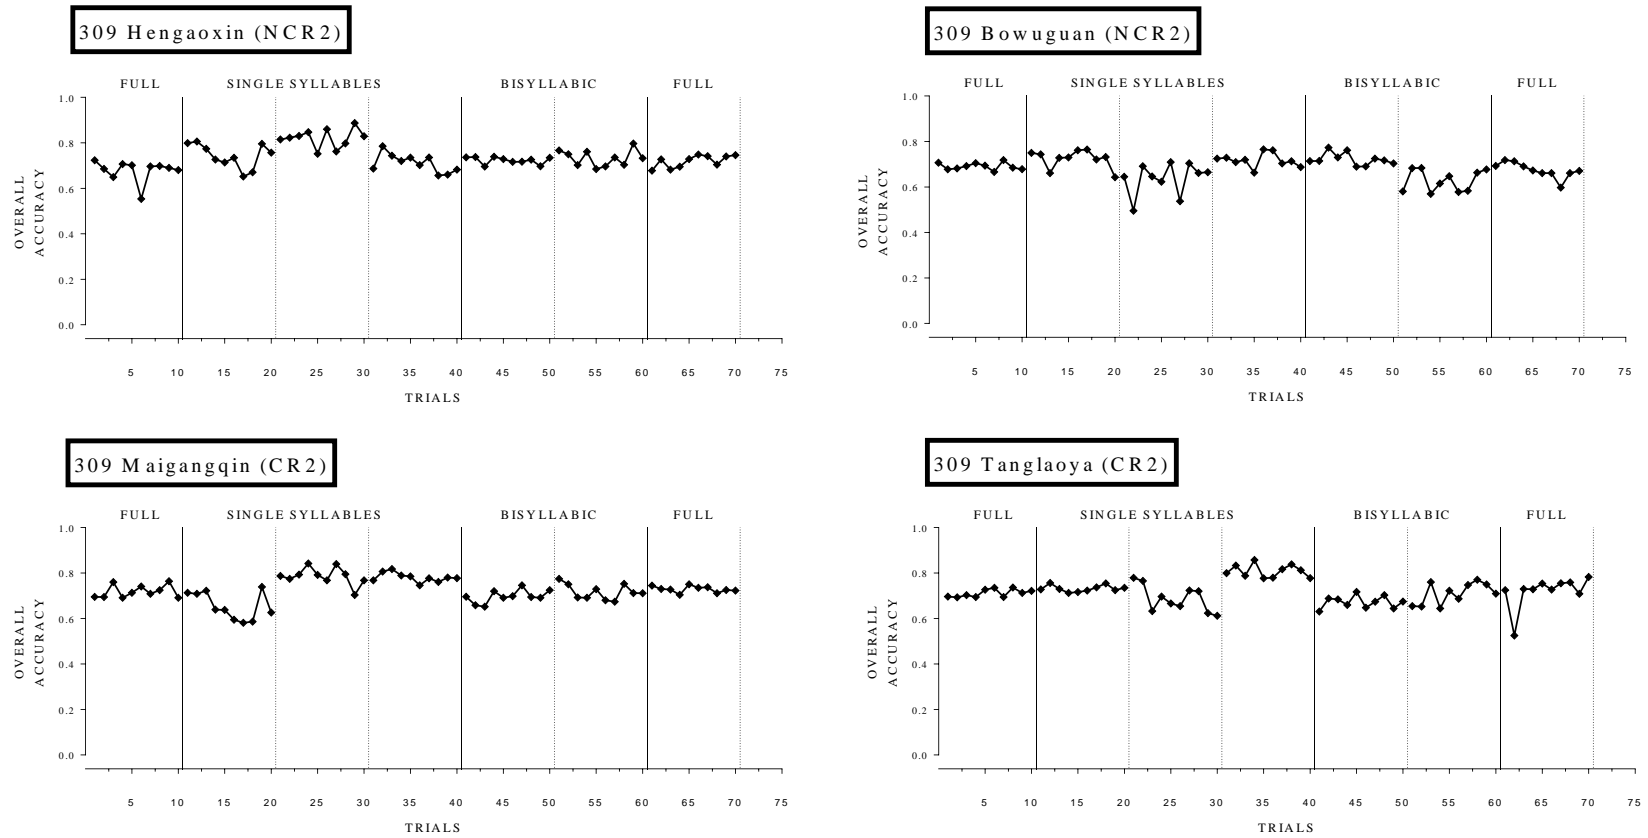 309 Hengaoxin (NCR2)
FULL SINGLE SYLLABLES BISYLLABIC FULL
1.0
0.8
0.6
0.4
0.2
0.0
OVERALL
ACCURACY
5 10 15 20 25 30 35 40 45 50 55 60 65 70 75
TRIALS
309 Bowuguan (NCR2)
FULL SINGLE SYLLABLES BISYLLABIC FULL
1.0
0.8
0.6
0.4
0.2
0.0
OVERALL
ACCURACY
5 10 15 20 25 30 35 40 45 50 55 60 65 70 75
TRIALS
309 Maigangqin (CR2)
FULL SINGLE SYLLABLES BISYLLABIC FULL
1.0
0.8
0.6
0.4
0.2
0.0
OVERALL
ACCURACY
5 10 15 20 25 30 35 40 45 50 55 60 65 70 75
TRIALS
309 Tanglaoya (CR2)
FULL SINGLE SYLLABLES BISYLLABIC FULL
1.0
0.8
0.6
0.4
0.2
0.0
OVERALL
ACCURACY
5 10 15 20 25 30 35 40 45 50 55 60 65 70 75
TRIALS